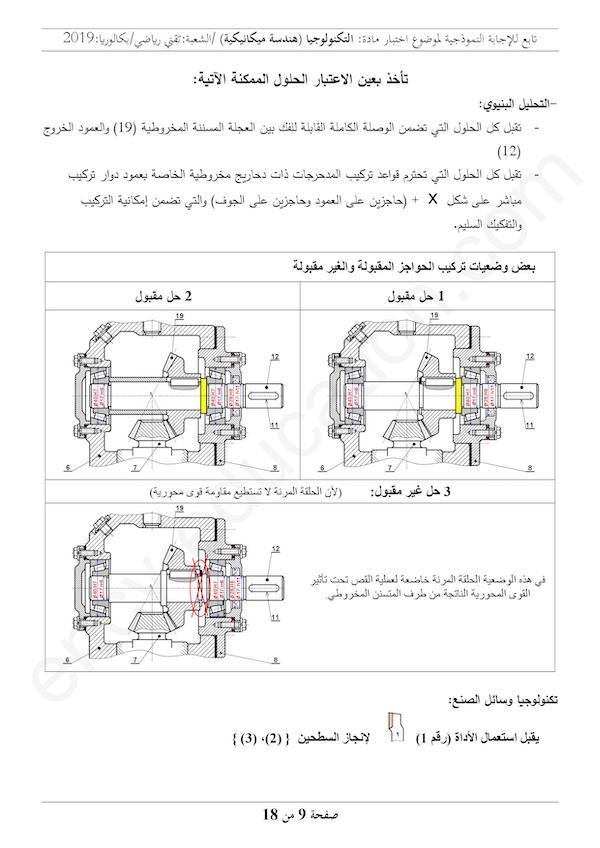 تابع للإجابة النموذجية لموضوع اختبار مادة: التكنولوجيا (هندسة ميكانيكية) /الشعبة:تقني رياضي/بكالوريا:2019
تأخذ بعين الاعتبار الحلول الممكنة الآتية:
-التحليل البنيوي:
- تقبل كل الحلول التي تضمن الوصلة الكاملة القابلة للفك بين العجلة المسننة المخروطية (19) والعمود الخروج
(12)
- تقبل كل الحلول التي تحترم قواعد تركيب المدحرجات ذات دحاريج مخروطية الخاصة بعمود دوار تركيب
مباشر على شكل X + (حاجزين على العمود وحاجزين على الجوف) والتي تضمن إمكانية التركيب
والتفكيك السليم.
بعض وضعيات تركيب الحواجز المقبولة والغير مقبولة
1 حل مقبول
2 حل مقبول
19
12
11
6
7
8
19
12
11
6
7
8
3 حل غير مقبول: (لأن الحلقة المرنة لا تستطيع مقاومة قوى محورية)
19
12
11
6
7
8
في هذه الوضعية الحلقة المرنة خاضعة لعملية القص تحت تأثير
القوى المحورية الناتجة من طرف المتسنن المخروطي.
تكنولوجيا وسائل الصنع:
يقبل استعمال الأداة (رقم 1) 1 لإنجاز السطحين { (2)، (3) }
صفحة 9 من 18
ency-education.com